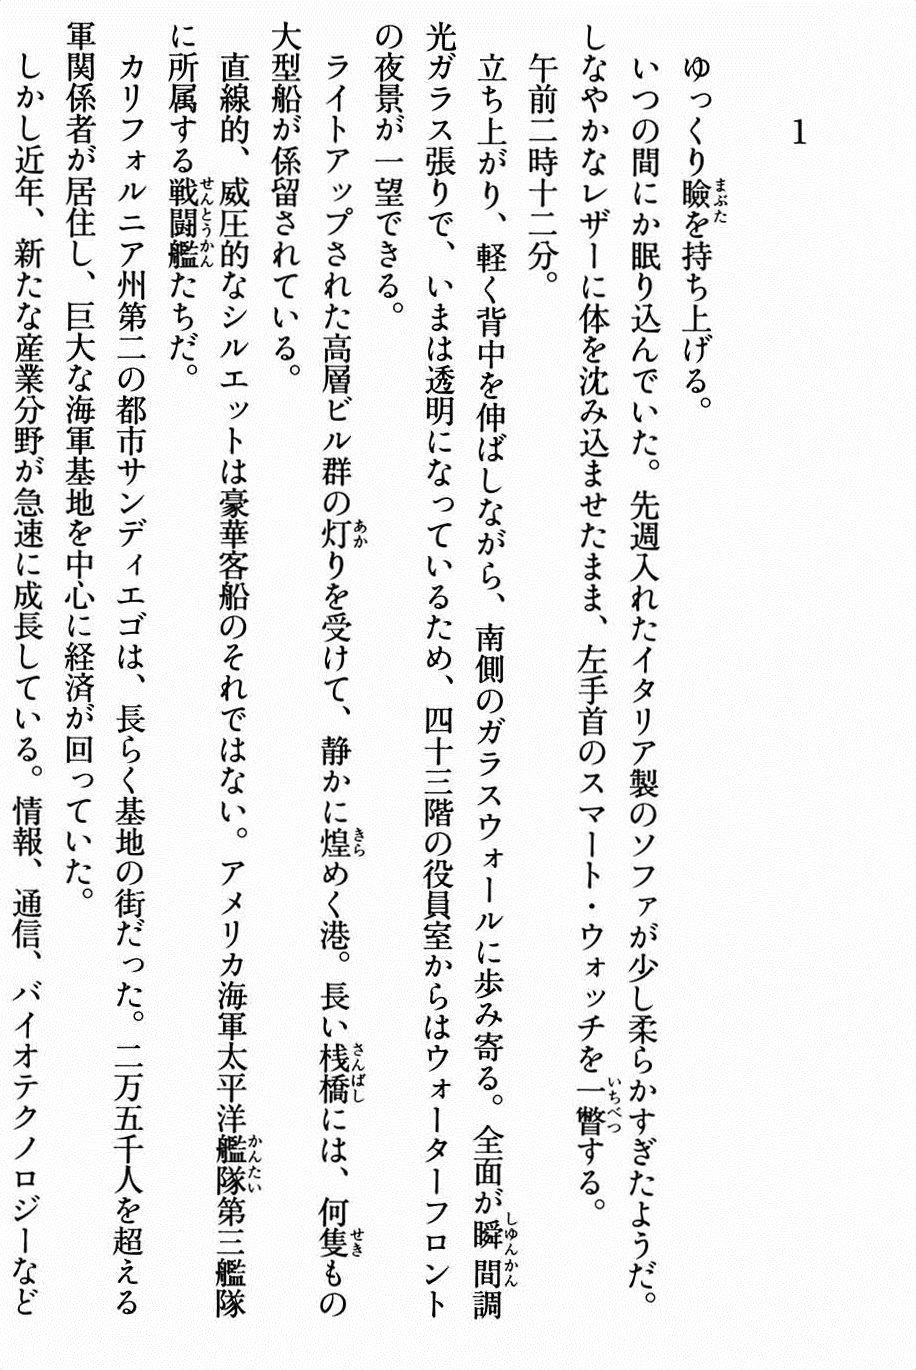 1
ゆっくり瞼を持ち上げる。
いつの間にか眠り込んでいた。先週入れたイタリア製のソファが少し柔らかすぎたようだ。
しなやかなレザーに体を沈み込ませたまま、左手首のスマート・ウォッチを一瞥する。
午前二時十二分。
立ち上がり、軽く背中を伸ばしながら、南側のガラスウォールに歩み寄る。全面が瞬間調
光ガラス張りで、いまは透明になっているため、四十三階の役員室からはウォーターフロント
の夜景が一望できる。
ライトアップされた高層ビル群の灯りを受けて、静かに煌めく港。長い桟橋には、何隻もの
大型船が係留されている。
直線的、威圧的なシルエットは豪華客船のそれではない。アメリカ海軍太平洋艦隊第三艦隊
に所属する戦闘艦たちだ。
カリフォルニア州第二の都市サンディエゴは、長らく基地の街だった。二万五千人を超える
軍関係者が居住し、巨大な海軍基地を中心に経済が回っていた。
しかし近年、新たな産業分野が急速に成長している。情報、通信、バイオテクノロジーなど